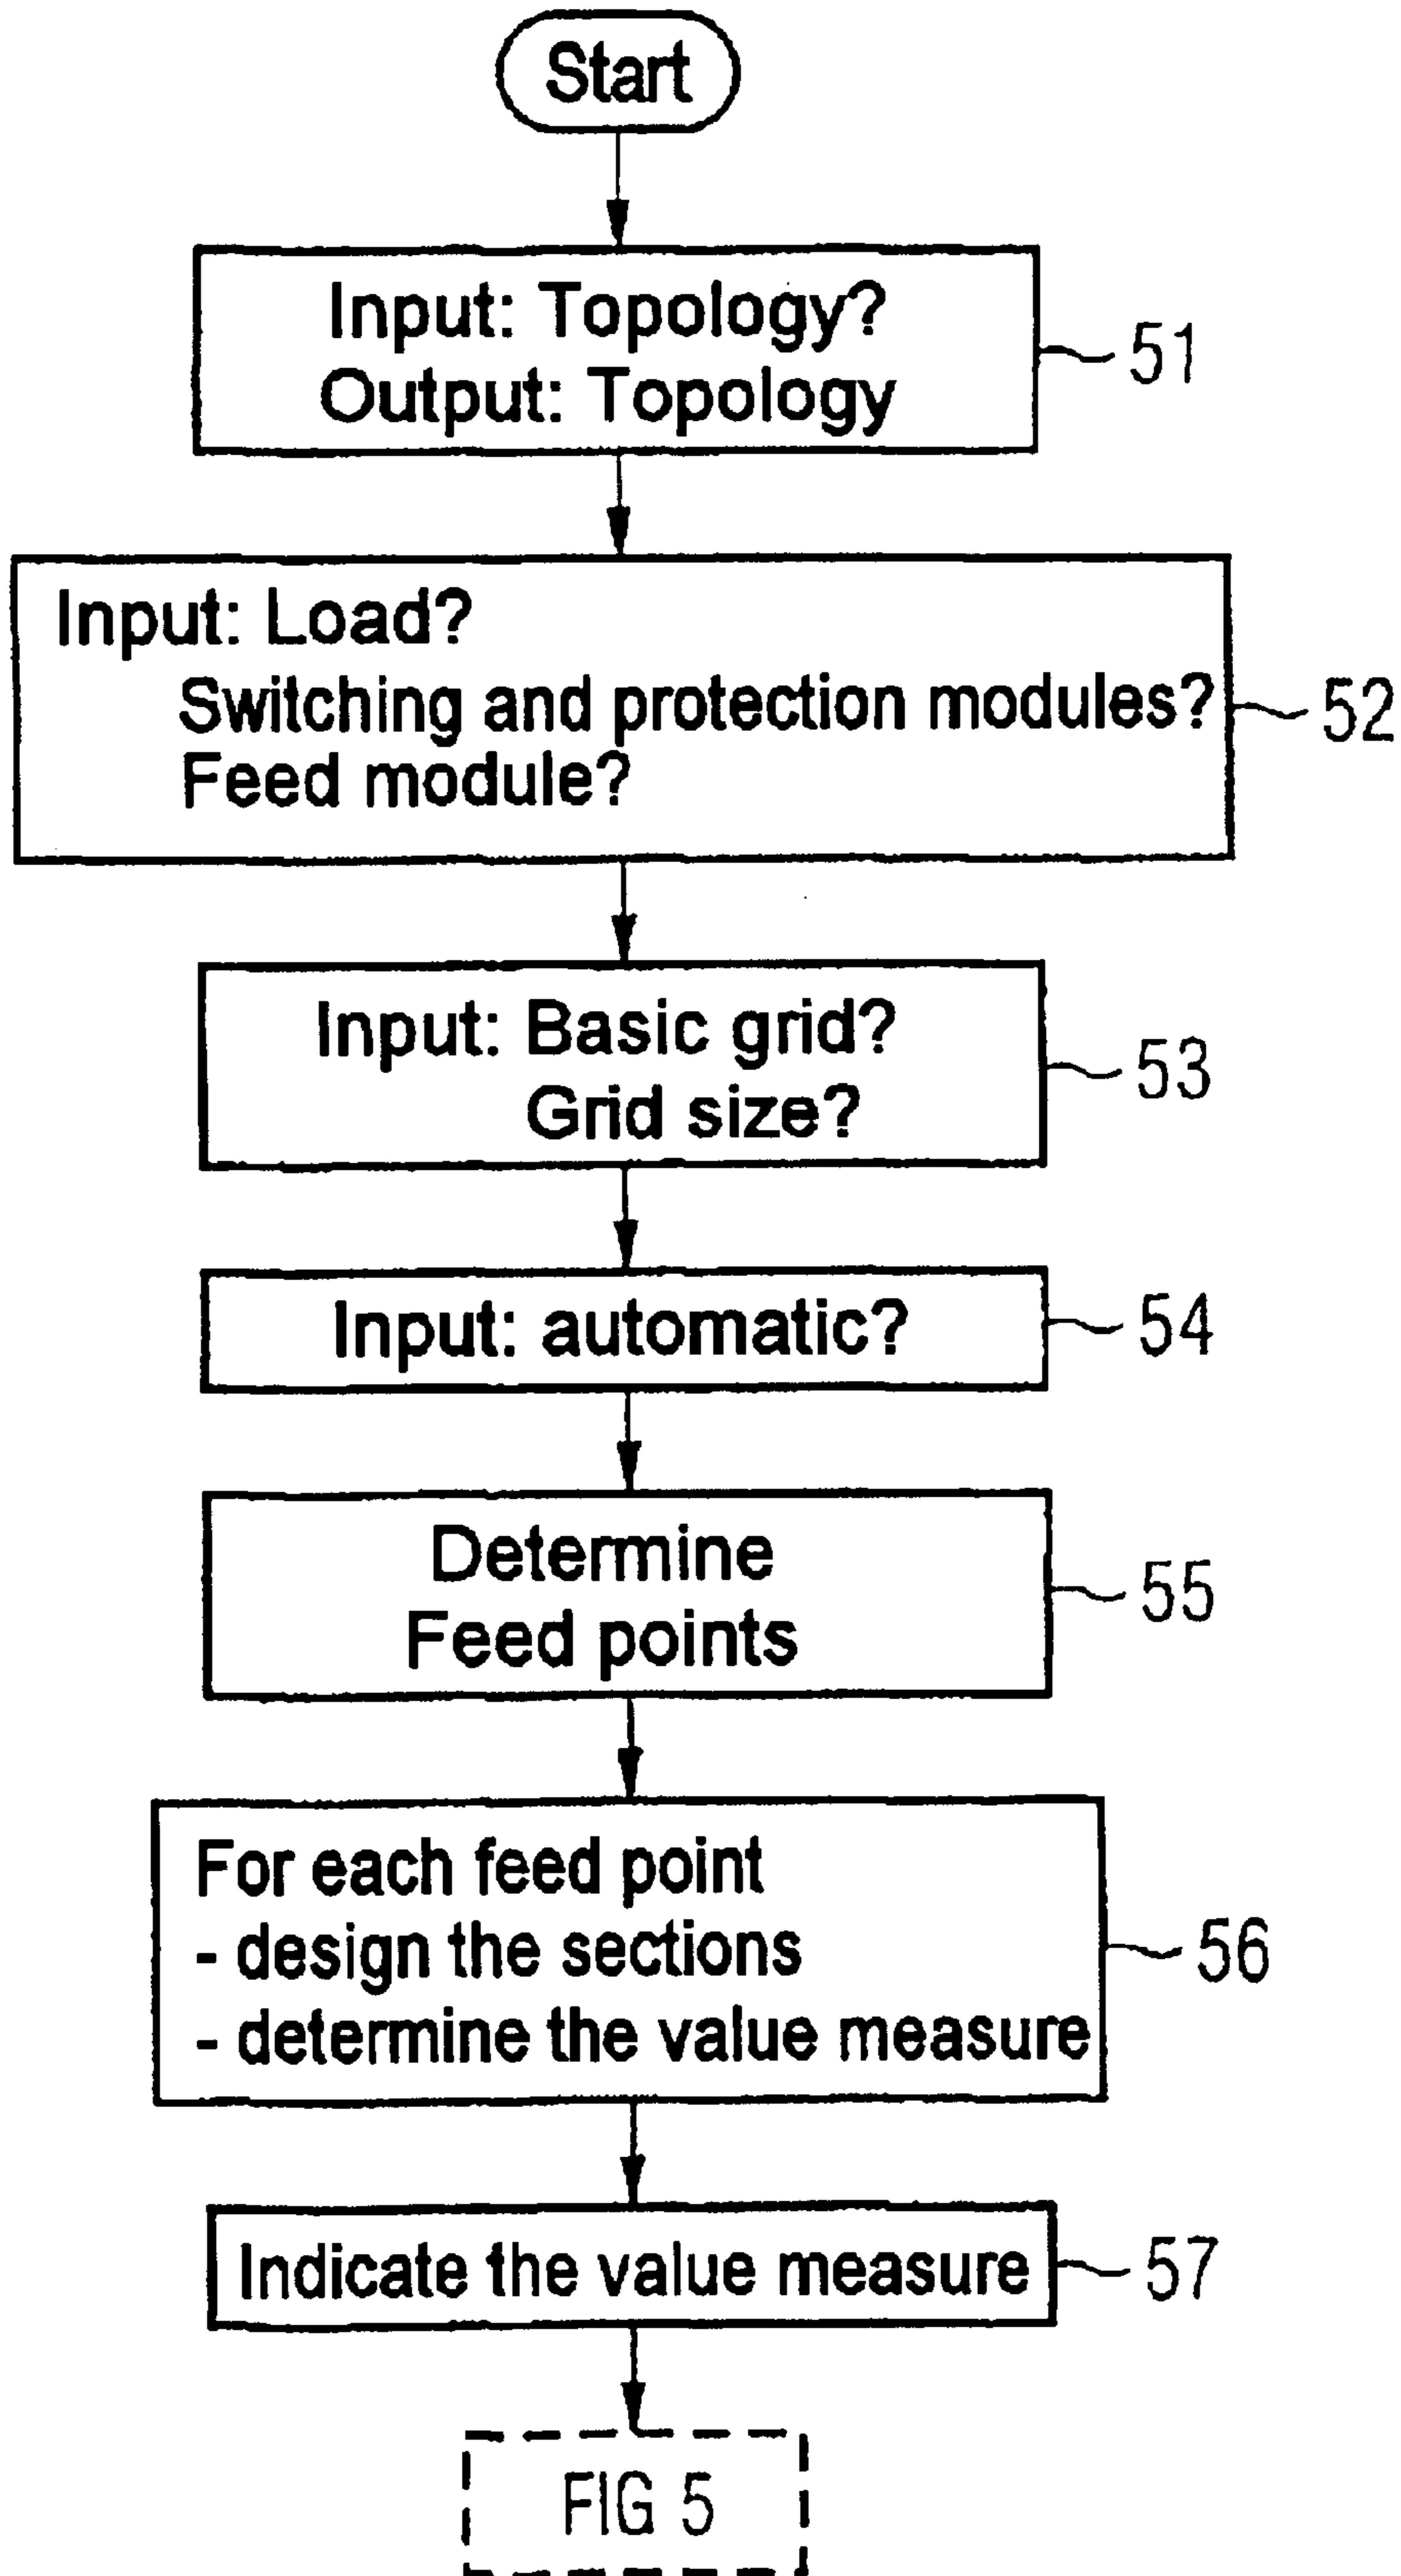 Start
Input: Topology?
Output: Topology
51
Input: Load?
Switching and protection modules?
Feed module?
52
Input: Basic grid?
Grid size?
53
Input: automatic?
54
Determine
Feed points
55
For each feed point
- design the sections
- determine the value measure
56
Indicate the value measure
57
FIG 5